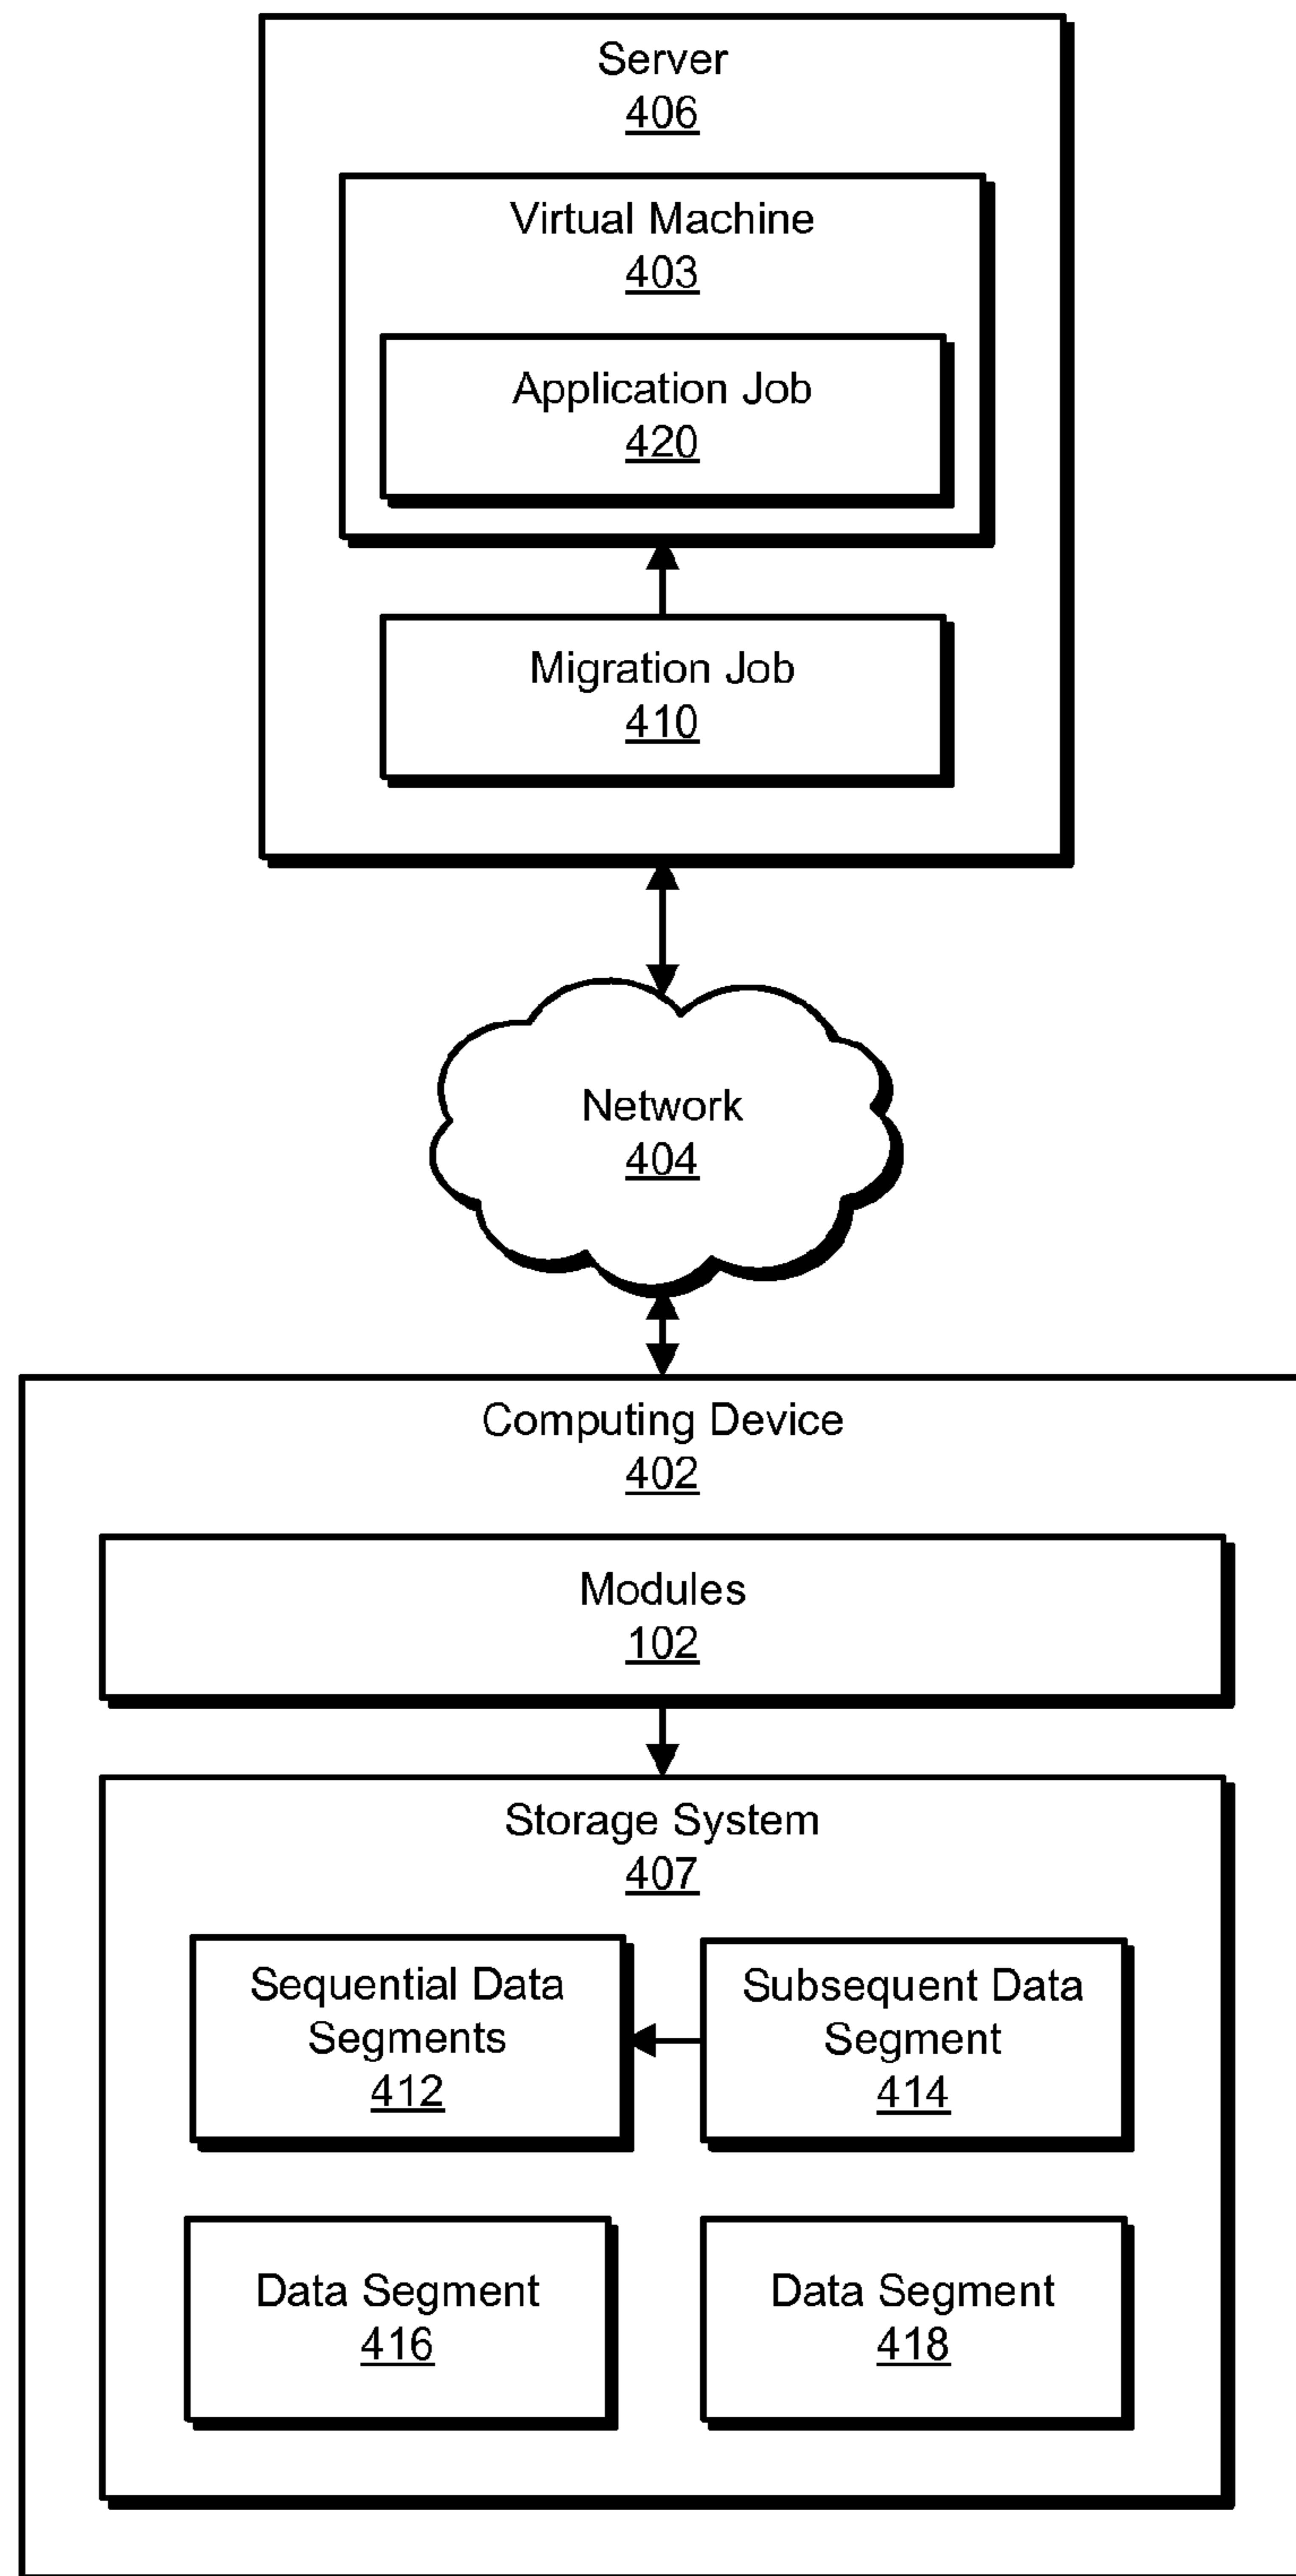 Server
406
Virtual Machine
403
Application Job
420
Migration Job
410
Network
404
Computing Device
402
Modules
102
Storage System
407
Sequential Data
Segments
412
Subsequent Data
Segment
414
Data Segment
416
Data Segment
418